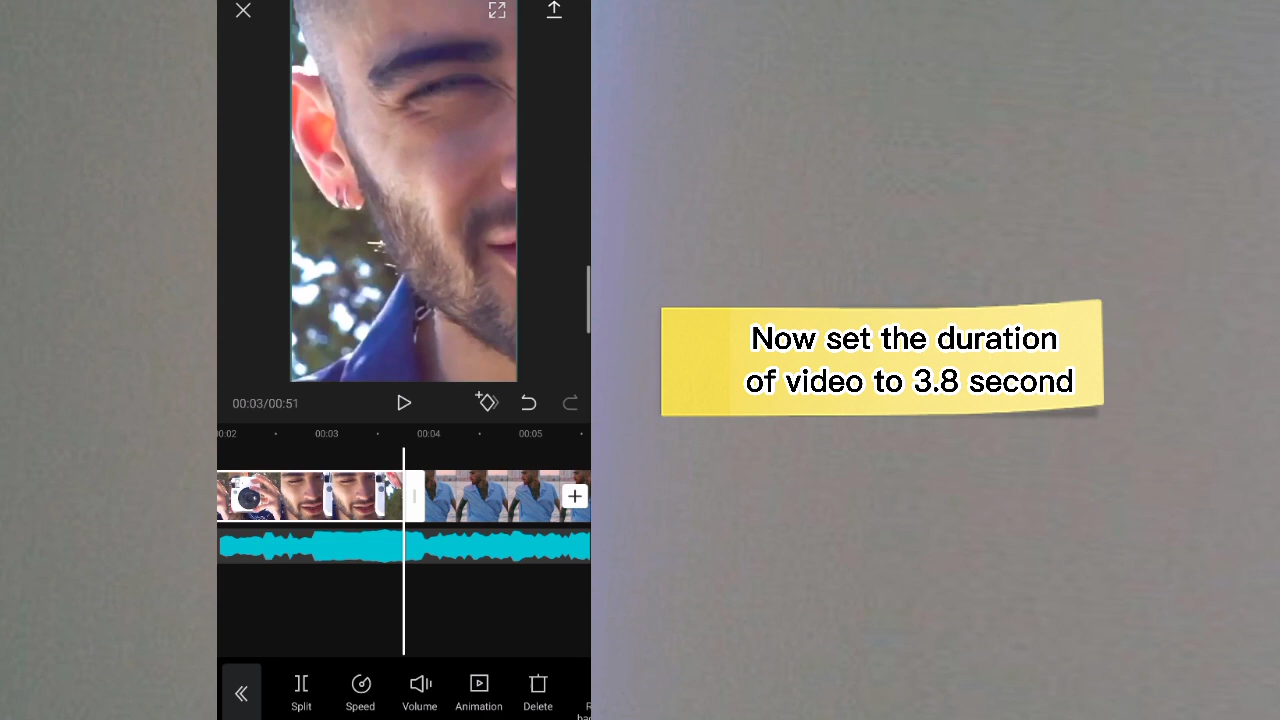 00:03/00:51
00:02
00:03
00:04
00:05
Now set the duration
of video to 3.8 second
Split
Speed
Volume
Animation
Delete